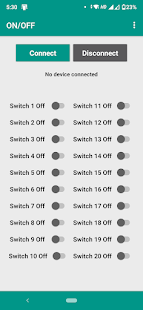 5:30 23%
ON/OFF
Connect Disconnect
No device connected
Switch 1 Off Switch 11 Off
Switch 2 Off Switch 12 Off
Switch 3 Off Switch 13 Off
Switch 4 Off Switch 14 Off
Switch 5 Off Switch 15 Off
Switch 6 Off Switch 16 Off
Switch 7 Off Switch 17 Off
Switch 8 Off Switch 18 Off
Switch 9 Off Switch 19 Off
Switch 10 Off Switch 20 Off